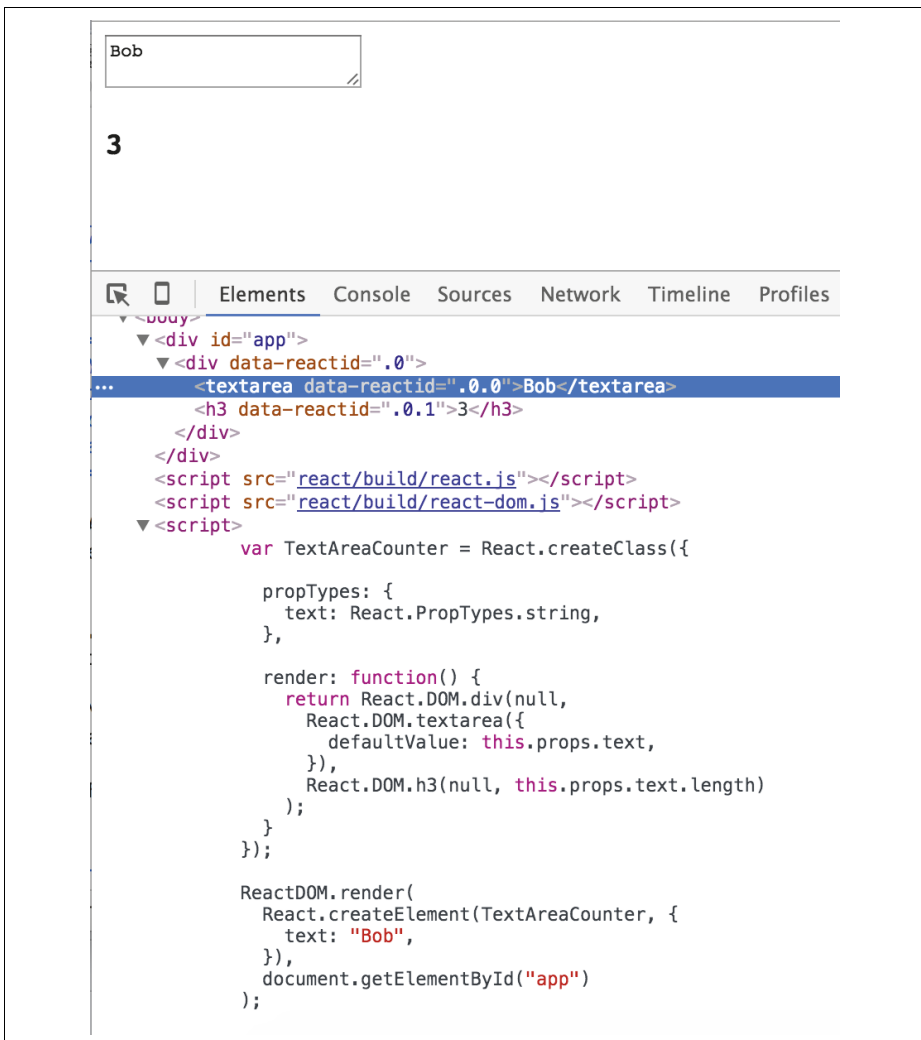 Bob
3
Elements Console Sources Network Timeline Profiles
▼<body>
▼<div id="app">
▼<div data-reactid=".0">
…<textarea data-reactid=".0.0">Bob</textarea>
<h3 data-reactid=".0.1">3</h3>
</div>
</div>
<script src="react/build/react.js"></script>
<script src="react/build/react-dom.js"></script>
▼<script>
var TextAreaCounter = React.createClass({
propTypes: {
text: React.PropTypes.string,
},
render: function() {
return React.DOM.div(null,
React.DOM.textarea({
defaultValue: this.props.text,
}),
React.DOM.h3(null, this.props.text.length)
);
}
});
ReactDOM.render(
React.createElement(TextAreaCounter, {
text: "Bob",
}),
document.getElementById("app")
);